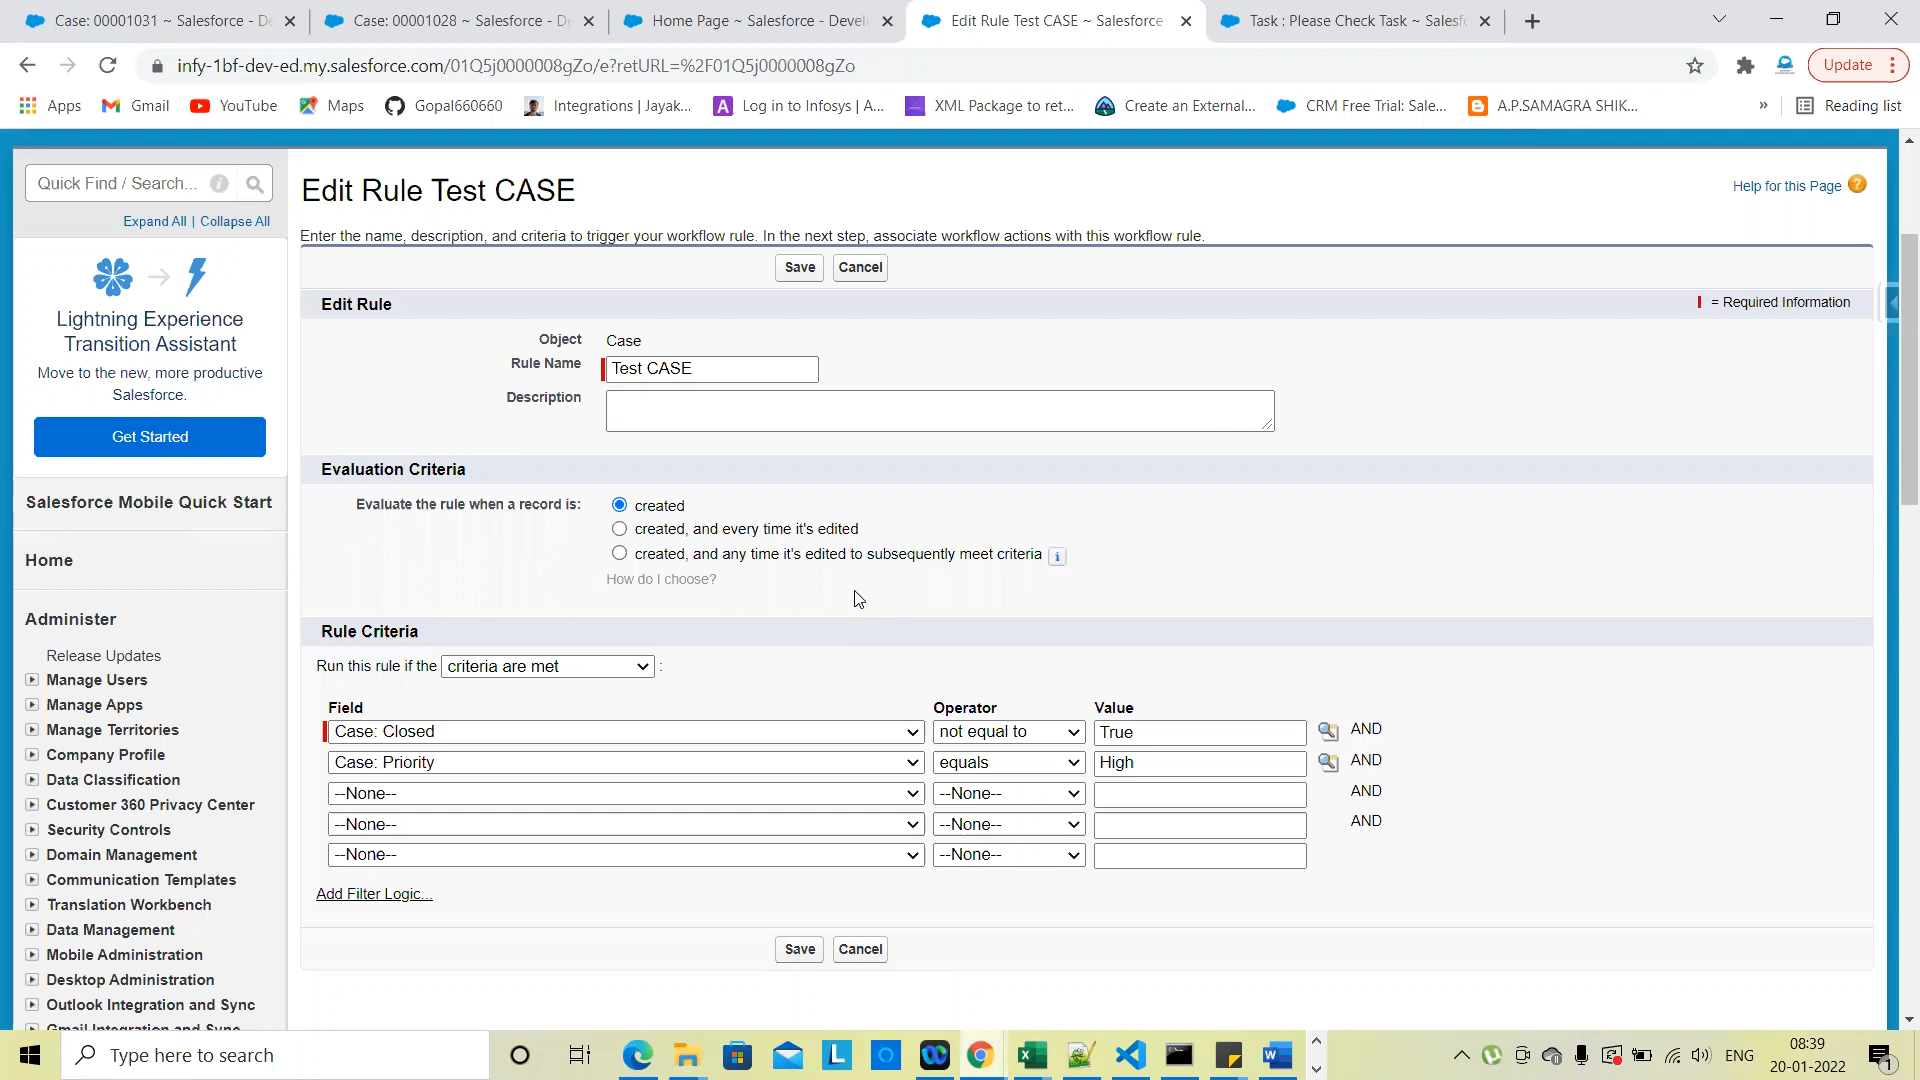 Case: 00001031 ~ Salesforce - De
Case: 00001028 ~ Salesforce - De
Home Page ~ Salesforce - Devel
Edit Rule Test CASE ~ Salesforce
Task : Please Check Task ~ Salesf
infy-1bf-dev-ed.my.salesforce.com/01Q5j0000008gZo/e?retURL=%2F01Q5j0000008gZo
Update
Apps
Gmail
YouTube
Maps
Gopal660660
Integrations | Jayak...
Log in to Infosys | A...
XML Package to ret...
Create an External...
CRM Free Trial: Sale...
A.P.SAMAGRA SHIK...
»
Reading list
Quick Find / Search...
Expand All | Collapse All
Lightning Experience
Transition Assistant
Move to the new, more productive
Salesforce.
Get Started
Salesforce Mobile Quick Start
Home
Administer
Release Updates
Manage Users
Manage Apps
Manage Territories
Company Profile
Data Classification
Customer 360 Privacy Center
Security Controls
Domain Management
Communication Templates
Translation Workbench
Data Management
Mobile Administration
Desktop Administration
Outlook Integration and Sync
Gmail Integration and Sync
Edit Rule Test CASE
Help for this Page
Enter the name, description, and criteria to trigger your workflow rule. In the next step, associate workflow actions with this workflow rule.
Save Cancel
Edit Rule
= Required Information
Object Case
Rule Name Test CASE
Description
Evaluation Criteria
Evaluate the rule when a record is: created
created, and every time it's edited
created, and any time it's edited to subsequently meet criteria
How do I choose?
Rule Criteria
Run this rule if the criteria are met :
Field Operator Value
Case: Closed not equal to True AND
Case: Priority equals High AND
--None-- --None-- AND
--None-- --None-- AND
--None-- --None--
Add Filter Logic...
Save Cancel
Type here to search
ENG
08:39
20-01-2022
1